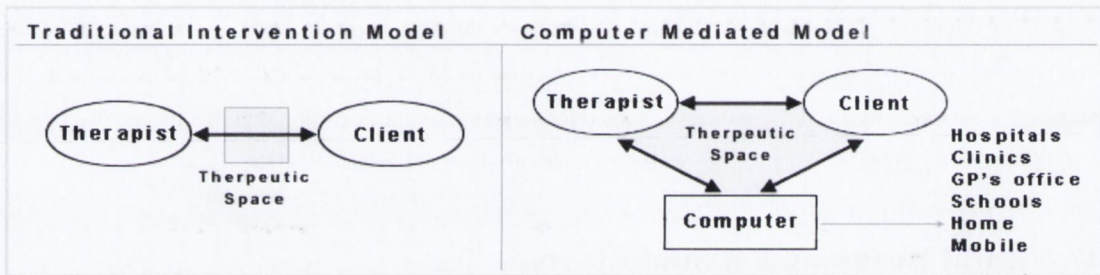 Traditional Intervention Model
Therapist
Client
Therpeutic
Space
Computer Mediated Model
Therapist
Client
Therpeutic
Space
Computer
Hospitals
Clinics
GP's office
Schools
Home
Mobile